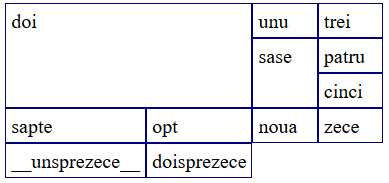 doi unu trei
sase patru
cinci
sapte opt noua zece
__unsprezece__ doisprezece